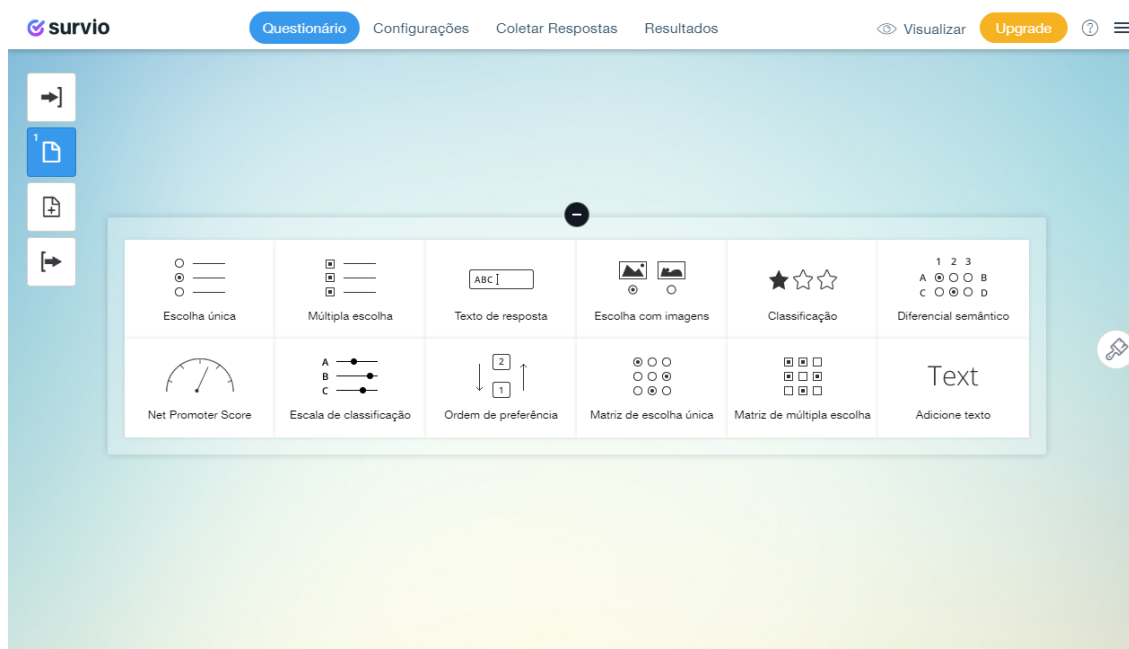 survio Questionário Configurações Coletar Respostas Resultados Visualizar Upgrade ?
1
ABC
1 2 3
A B
C D
Escolha única Múltipla escolha Texto de resposta Escolha com imagens Classificação Diferencial semântico
A
B
C
2
1
Text
Net Promoter Score Escala de classificação Ordem de preferência Matriz de escolha única Matriz de múltipla escolha Adicione texto